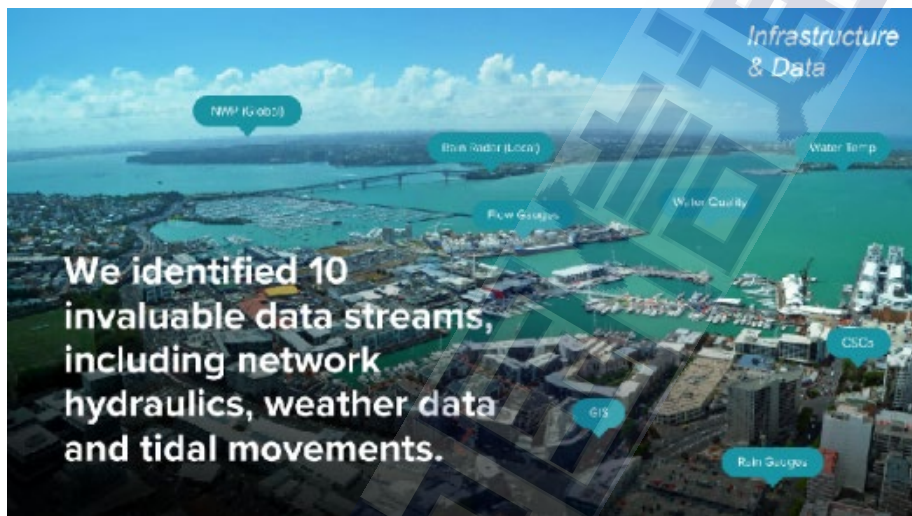 Infrastructure
& Data
NWP (Global)
Rain Radar (Local)
Water Temp
Water Quality
Flow Gauges
We identified 10
invaluable data streams,
including network
hydraulics, weather data
and tidal movements.
CSOs
GIS
Rain Gauges